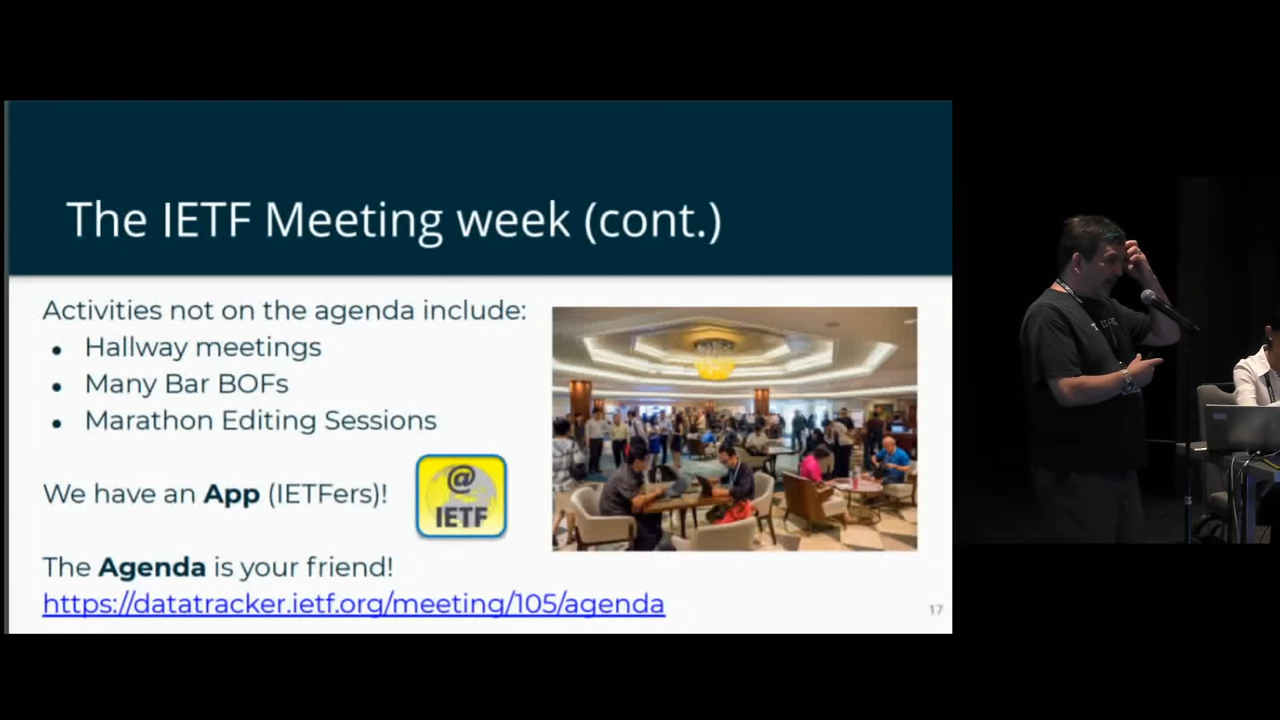 The IETF Meeting week (cont.)
Activities not on the agenda include:
• Hallway meetings
• Many Bar BOFs
• Marathon Editing Sessions
We have an App (IETFers)!
@
IETF
The Agenda is your friend!
https://datatracker.ietf.org/meeting/105/agenda
17